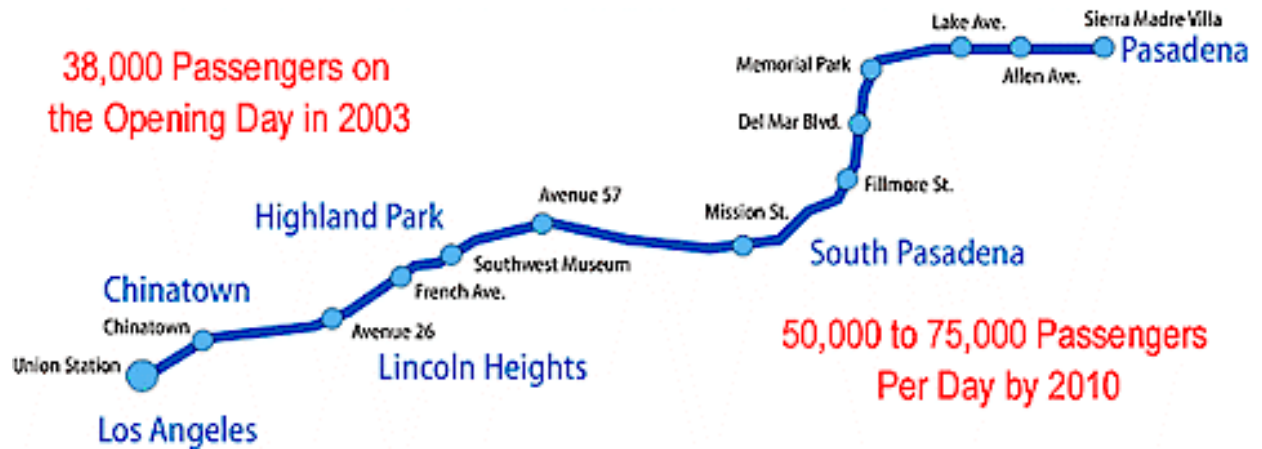 38,000 Passengers on
the Opening Day in 2003
Lake Ave.
Sierra Madre Villa
Pasadena
Memorial Park
Allen Ave.
Del Mar Blvd.
Fillmore St.
Avenue 57
Mission St.
Highland Park
South Pasadena
Southwest Museum
French Ave.
Chinatown
Chinatown
Avenue 26
Union Station
Lincoln Heights
Los Angeles
50,000 to 75,000 Passengers
Per Day by 2010